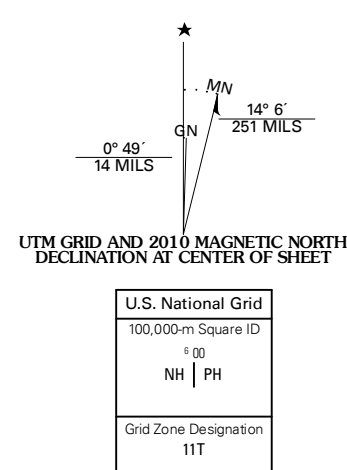 ★
MN
GN
14° 6´
251 MILS
0° 49´
14 MILS
UTM GRID AND 2010 MAGNETIC NORTH
DECLINATION AT CENTER OF SHEET
U.S. National Grid
100,000-m Square ID
6 00
NH | PH
Grid Zone Designation
11T